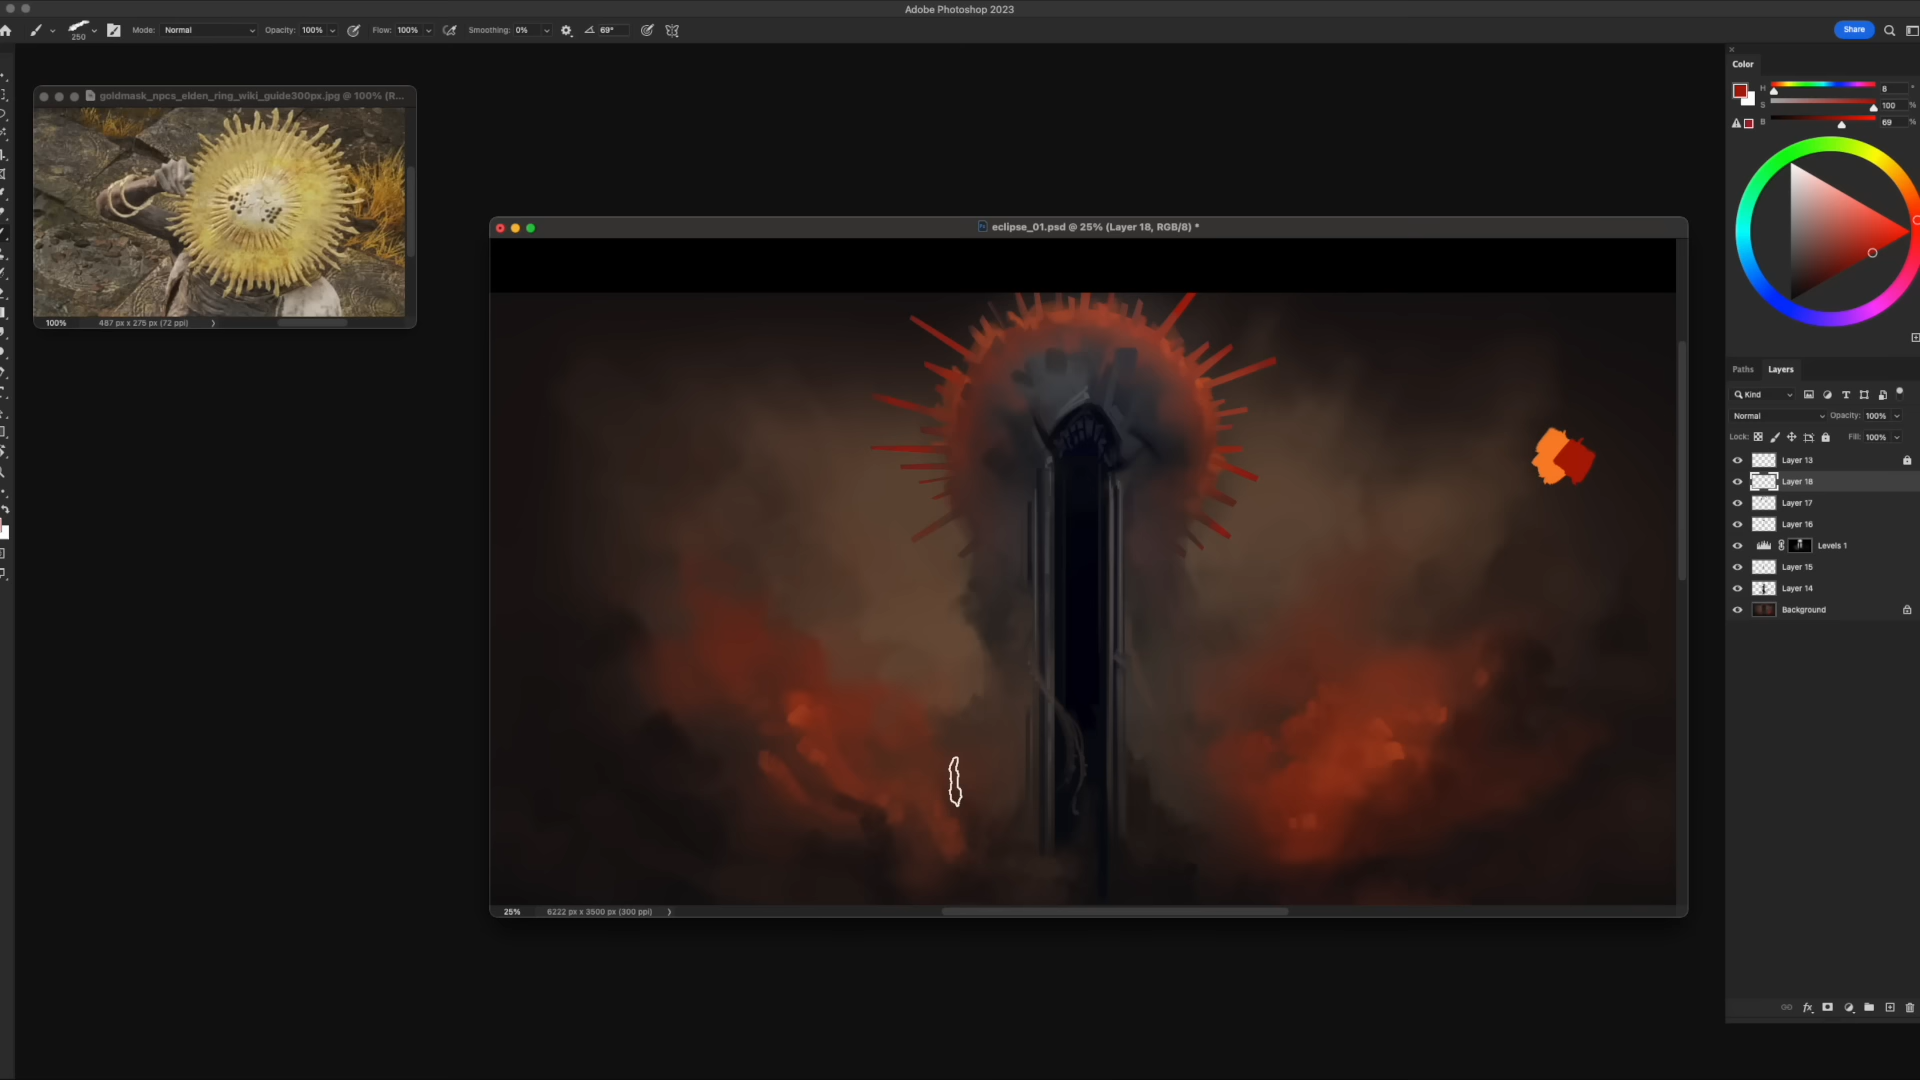 Adobe Photoshop 2023
250 Mode: Normal Opacity: 100% Flow: 100% Smoothing: 0% 69° Share
goldmask_npcs_elden_ring_wiki_guide300px.jpg @ 100% (R...
100% 487 px x 275 px (72 ppi)
eclipse_01.psd @ 25% (Layer 18, RGB/8) *
25% 6222 px x 3500 px (300 ppi)
Color
H 8 °
S 100 %
B 69 %
Paths Layers
Kind
Normal Opacity: 100%
Lock: Fill: 100%
Layer 13
Layer 18
Layer 17
Layer 16
Levels 1
Layer 15
Layer 14
Background
fx